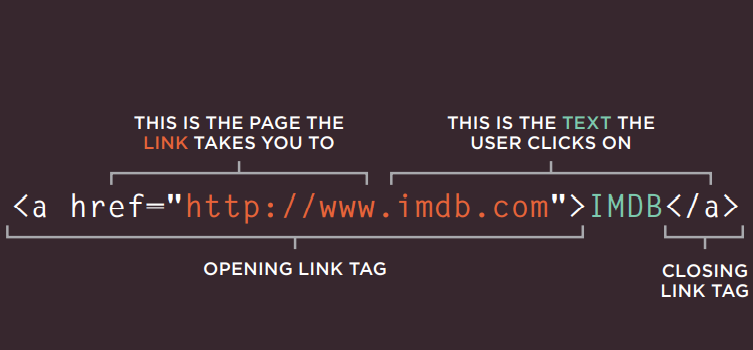 THIS IS THE PAGE THE
LINK TAKES YOU TO
THIS IS THE TEXT THE
USER CLICKS ON
<a href="http://www.imdb.com">IMDB</a>
OPENING LINK TAG
CLOSING
LINK TAG